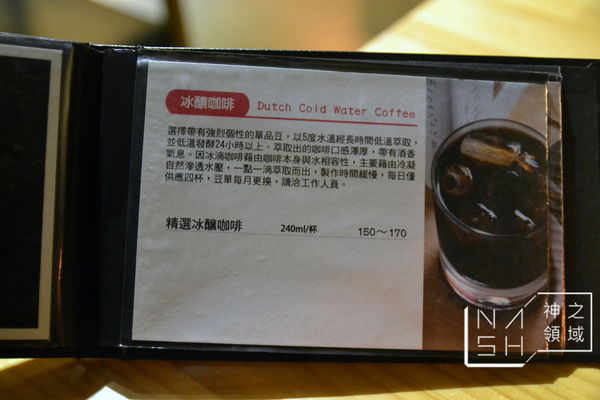 冰釀咖啡 Dutch Cold Water Coffee
選擇帶有強烈個性的單品豆，以5度水溫經長時間低溫萃取，
並低溫發酵24小時以上。萃取出的咖啡口感渾厚，帶有酒香
氣息。因冰滴咖啡藉由咖啡本身與水相容性，主要藉由冷凝
自然滲透水壓，一點一滴萃取而出，製作時間緩慢，每日僅
供應四杯，豆單每月更換，請洽工作人員。
精選冰釀咖啡 240ml/杯 150～170
NASH 神之領域